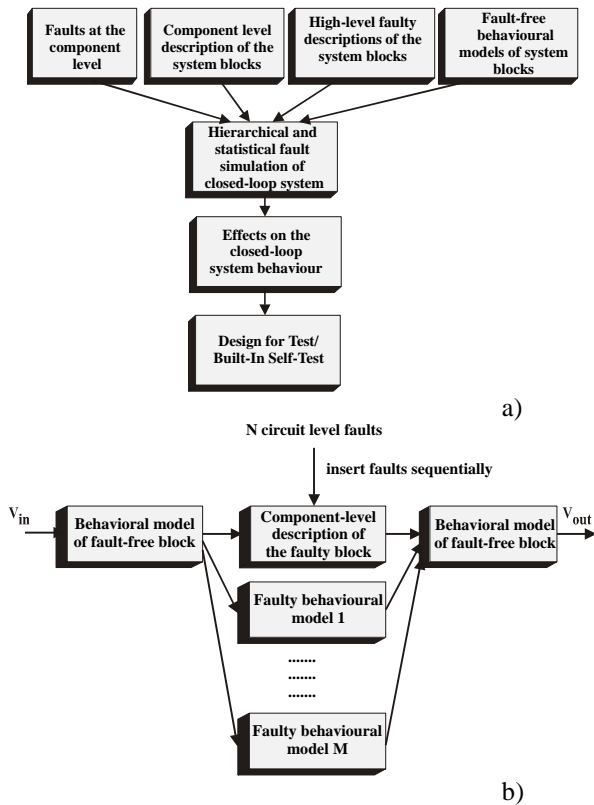 Faults at the
component
level
Component level
description of the
system blocks
High-level faulty
descriptions of the
system blocks
Fault-free
behavioural
models of system
blocks
Hierarchical and
statistical fault
simulation of
closed-loop system
Effects on the
closed-loop
system behaviour
Design for Test/
Built-In Self-Test
a)
N circuit level faults
insert faults sequentially
Vin
Behavioral model
of fault-free block
Component-level
description of
the faulty block
Behavioral model
of fault-free block
Vout
Faulty behavioural
model 1
.......
.......
.......
Faulty behavioural
model M
b)